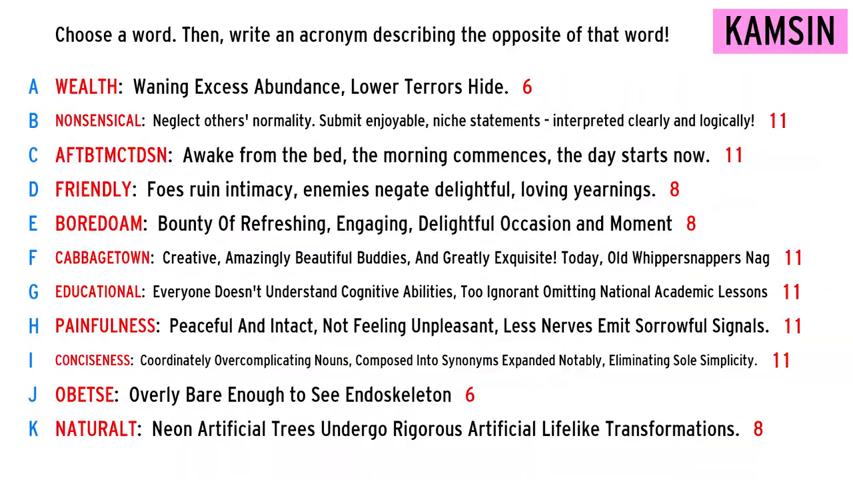 Choose a word. Then, write an acronym describing the opposite of that word!
KAMSIN
A WEALTH: Waning Excess Abundance, Lower Terrors Hide. 6
B NONSENSICAL: Neglect others' normality. Submit enjoyable, niche statements - interpreted clearly and logically! 11
C AFTBTMCTDSN: Awake from the bed, the morning commences, the day starts now. 11
D FRIENDLY: Foes ruin intimacy, enemies negate delightful, loving yearnings. 8
E BOREDOAM: Bounty Of Refreshing, Engaging, Delightful Occasion and Moment 8
F CABBAGETOWN: Creative, Amazingly Beautiful Buddies, And Greatly Exquisite! Today, Old Whippersnappers Nag 11
G EDUCATIONAL: Everyone Doesn't Understand Cognitive Abilities, Too Ignorant Omitting National Academic Lessons 11
H PAINFULNESS: Peaceful And Intact, Not Feeling Unpleasant, Less Nerves Emit Sorrowful Signals. 11
I CONCISENESS: Coordinately Overcomplicating Nouns, Composed Into Synonyms Expanded Notably, Eliminating Sole Simplicity. 11
J OBETSE: Overly Bare Enough to See Endoskeleton 6
K NATURALT: Neon Artificial Trees Undergo Rigorous Artificial Lifelike Transformations. 8